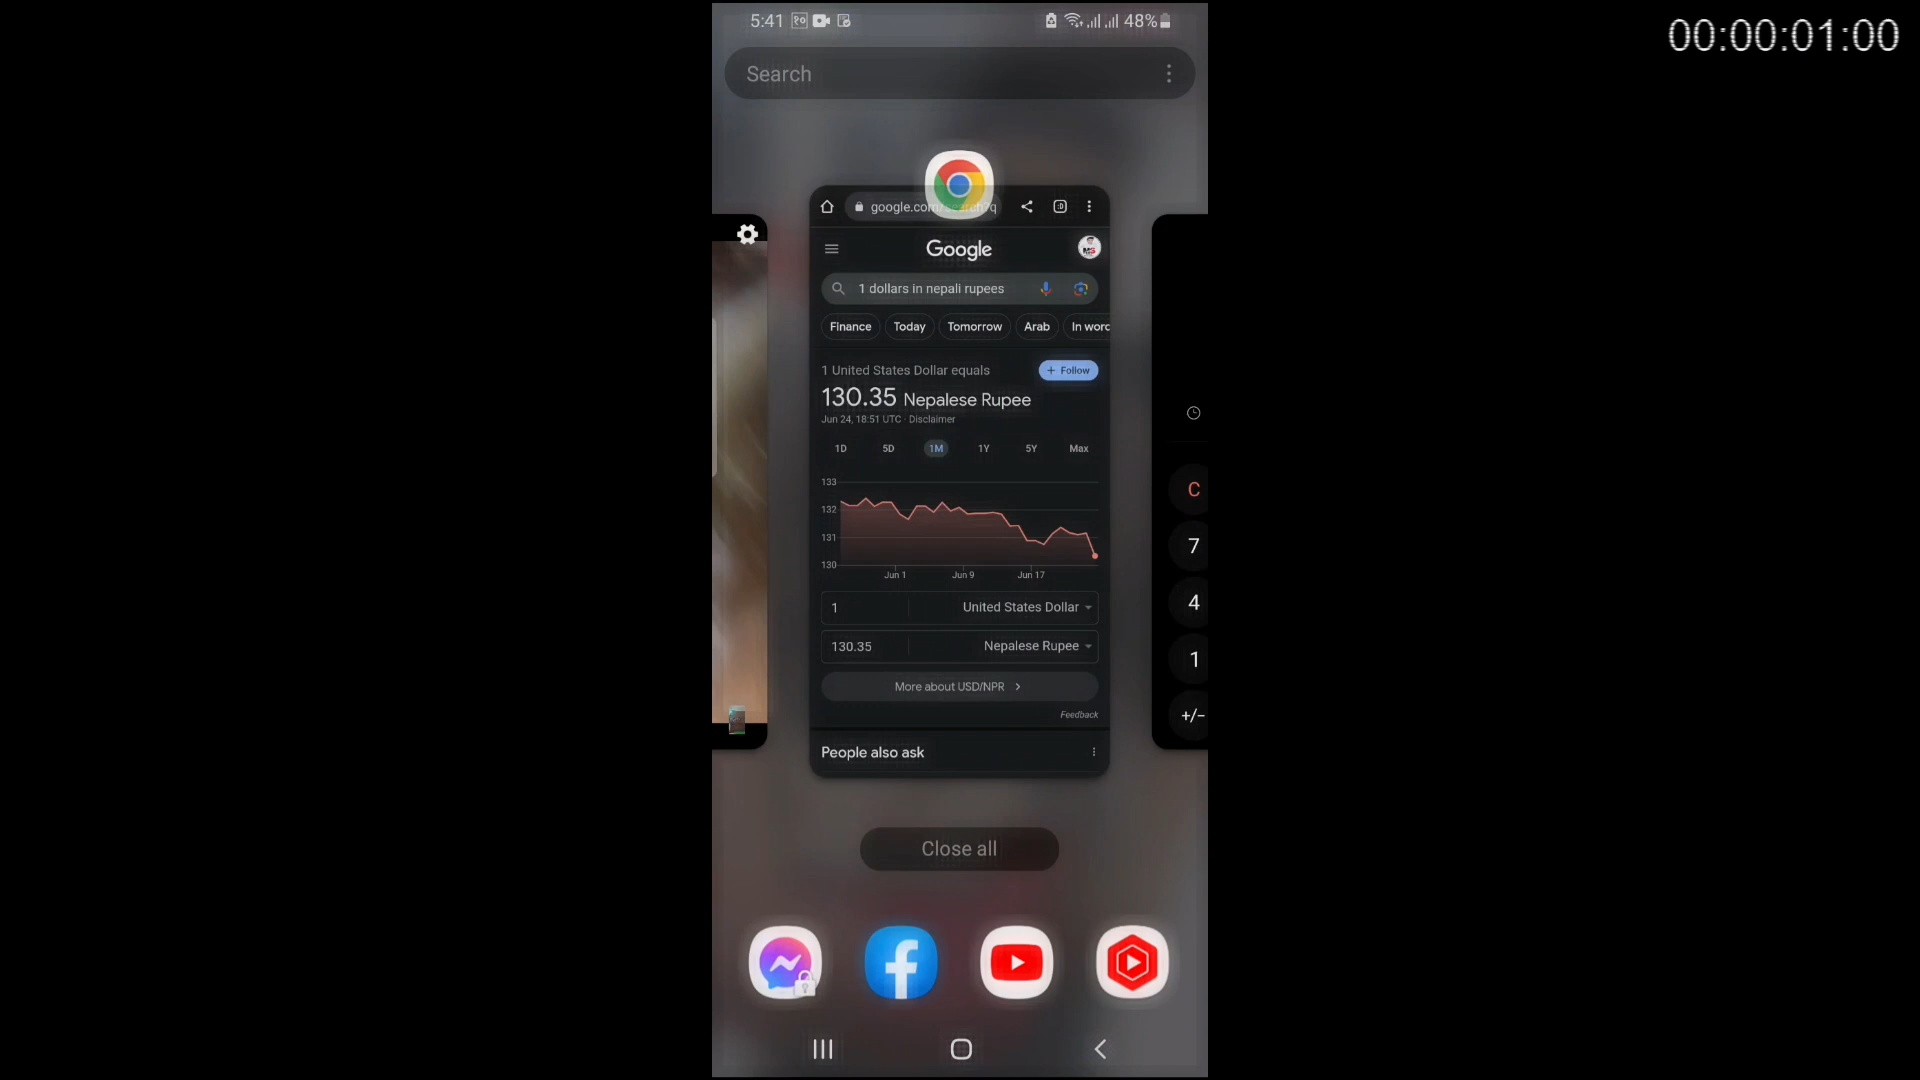 00:00:01:00
5:41 48%
Search
google.com/search?q
Google
1 dollars in nepali rupees
Finance Today Tomorrow Arab In word
1 United States Dollar equals + Follow
130.35 Nepalese Rupee
Jun 24, 18:51 UTC · Disclaimer
1D 5D 1M 1Y 5Y Max
133
132
131
130
Jun 1 Jun 9 Jun 17
1 United States Dollar
130.35 Nepalese Rupee
More about USD/NPR
Feedback
People also ask
C
7
4
1
+/−
Close all